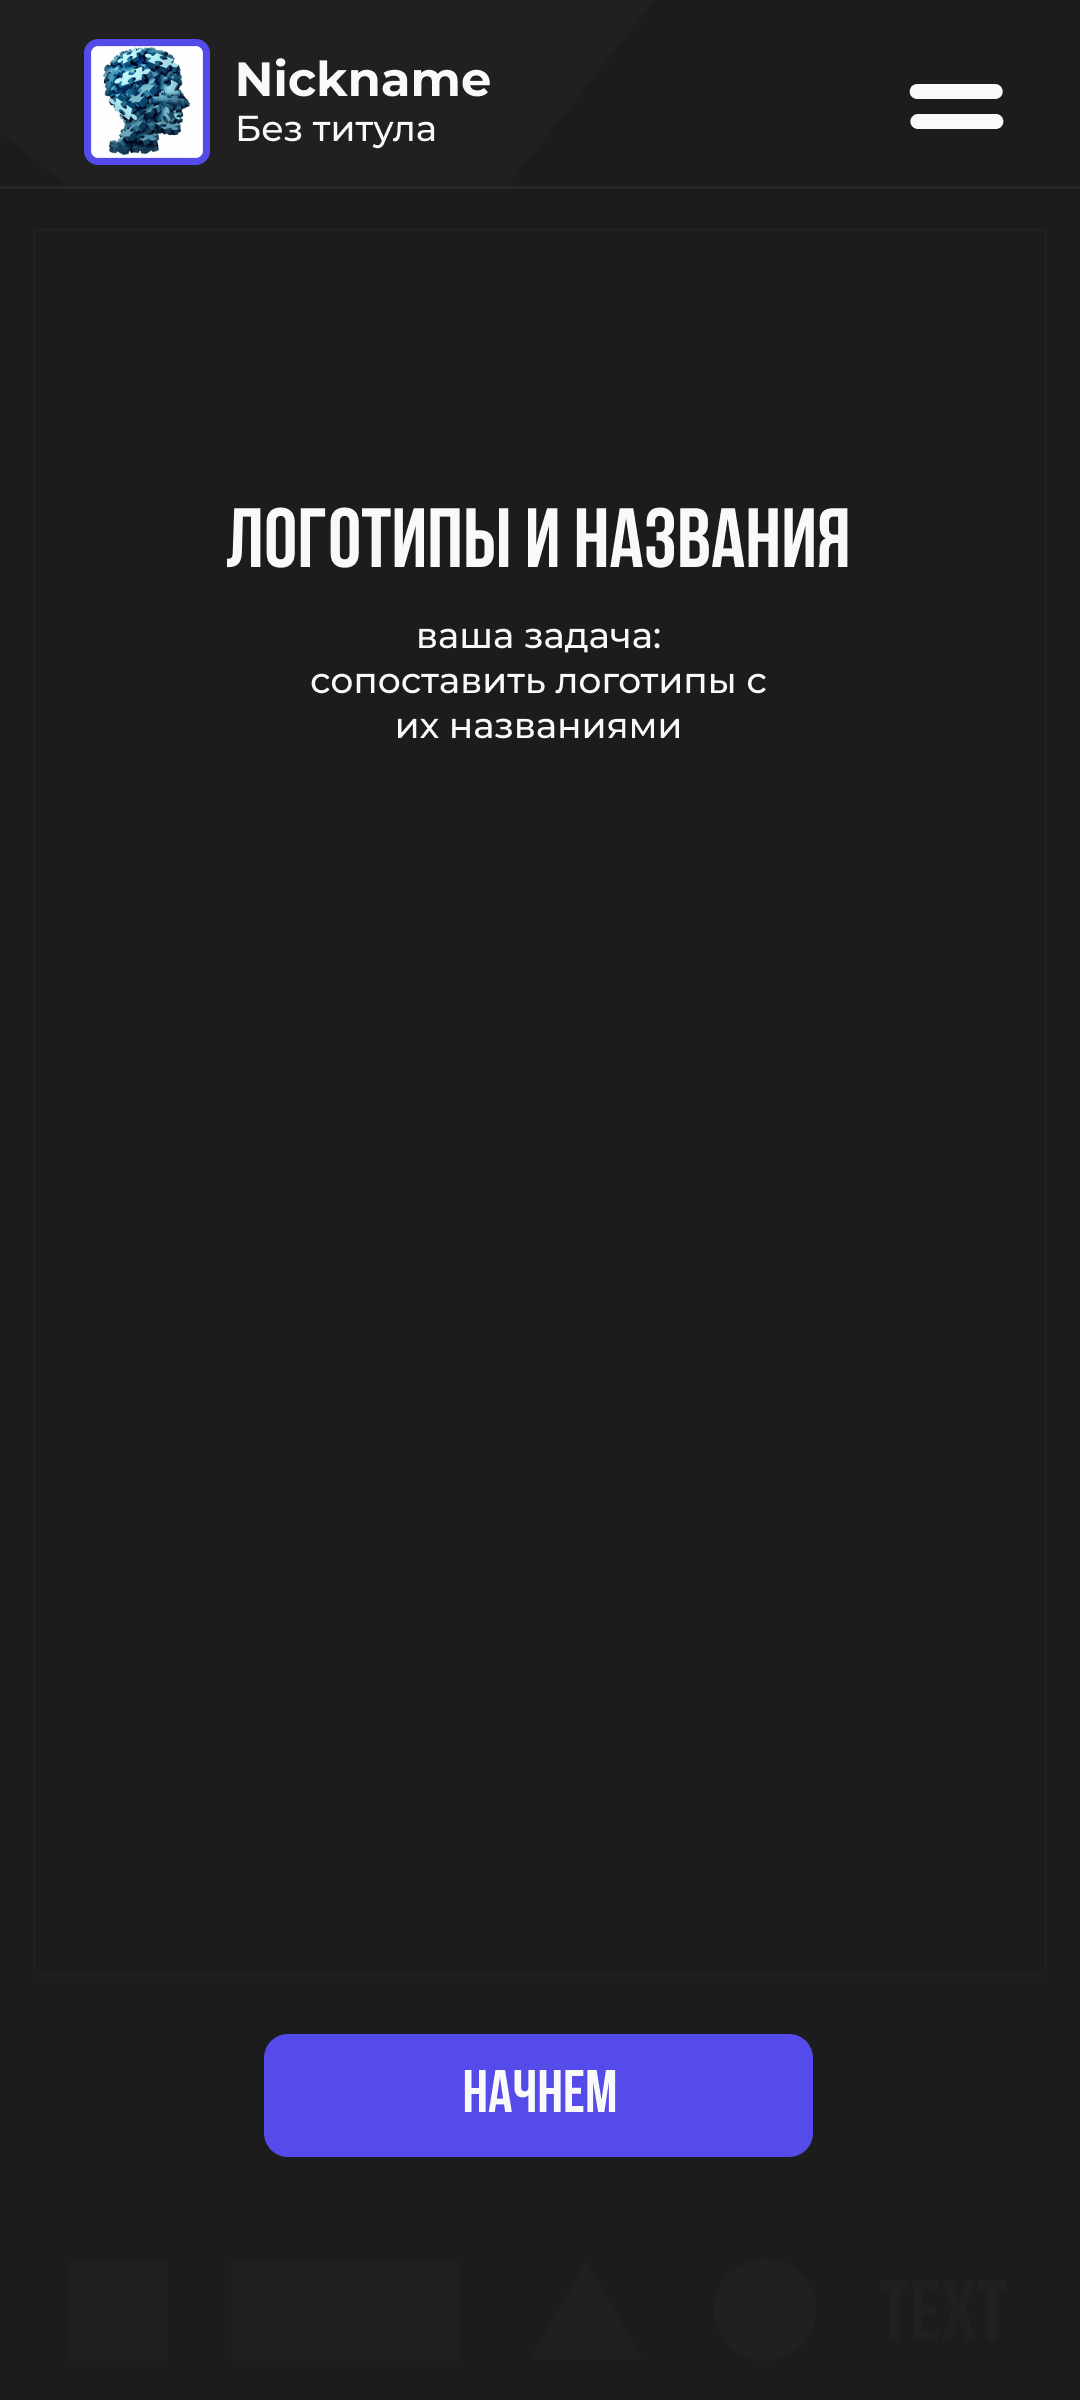 Nickname
Без титула
ЛОГОТИПЫ И НАЗВАНИЯ
ваша задача:
сопоставить логотипы с
их названиями
НАЧНЕМ
TEXT